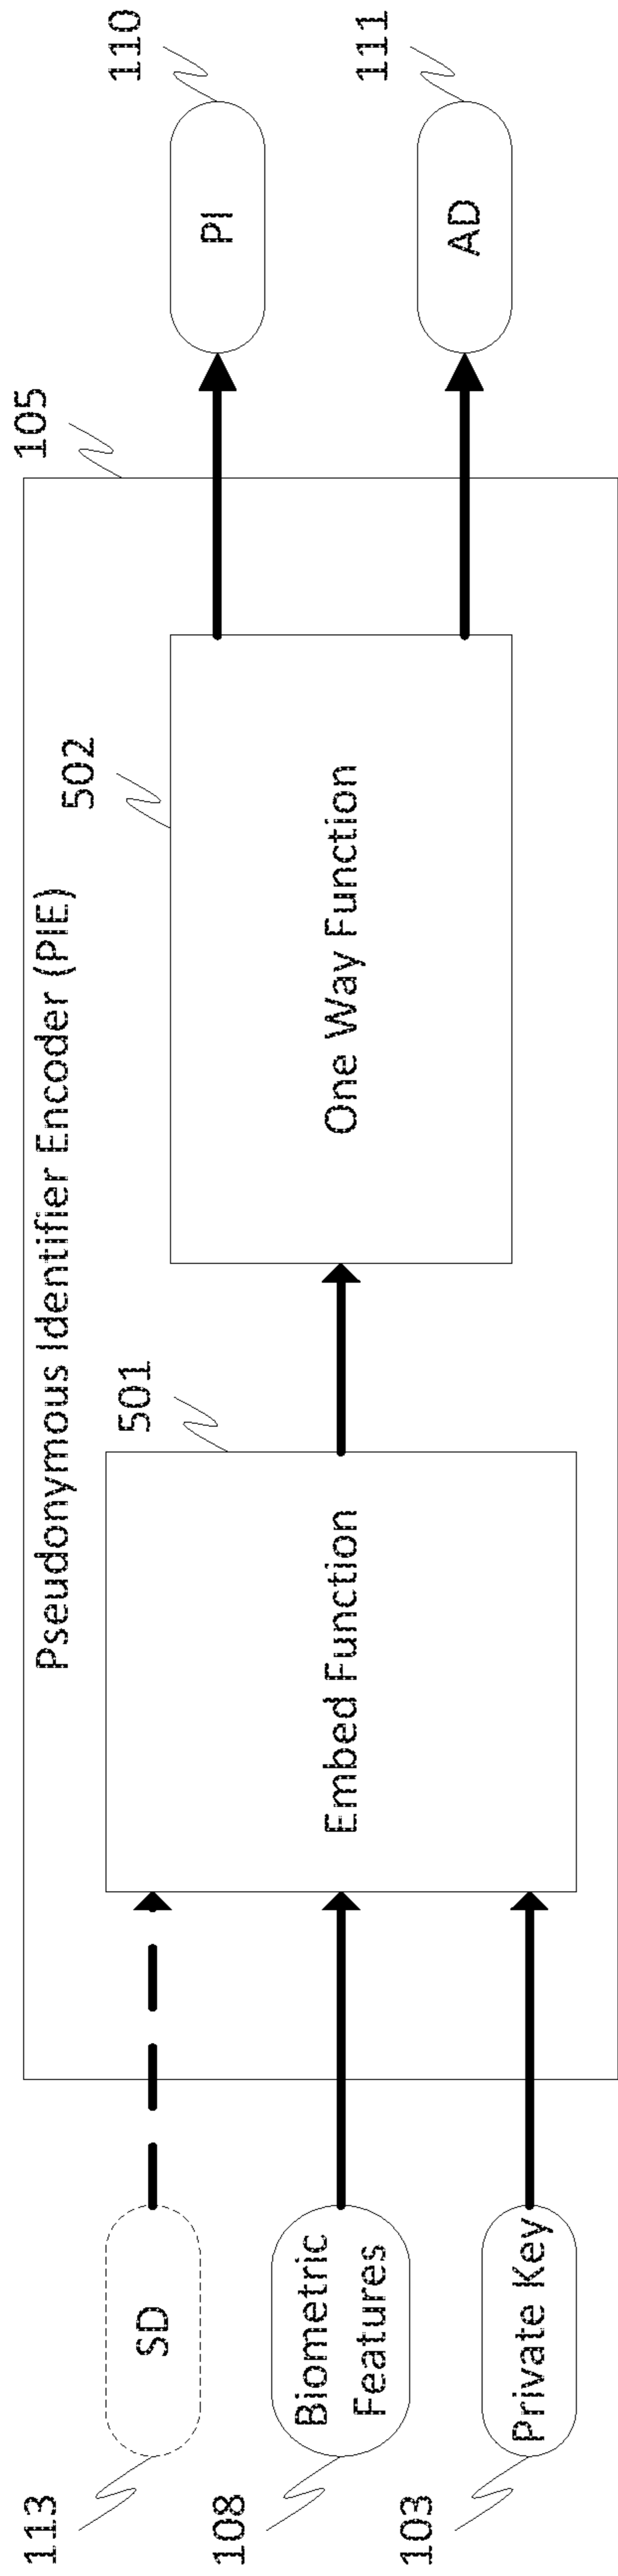 Pseudonymous Identifier Encoder (PIE)
105
113
SD
108
Biometric
Features
103
Private Key
501
Embed Function
502
One Way Function
110
PI
111
AD